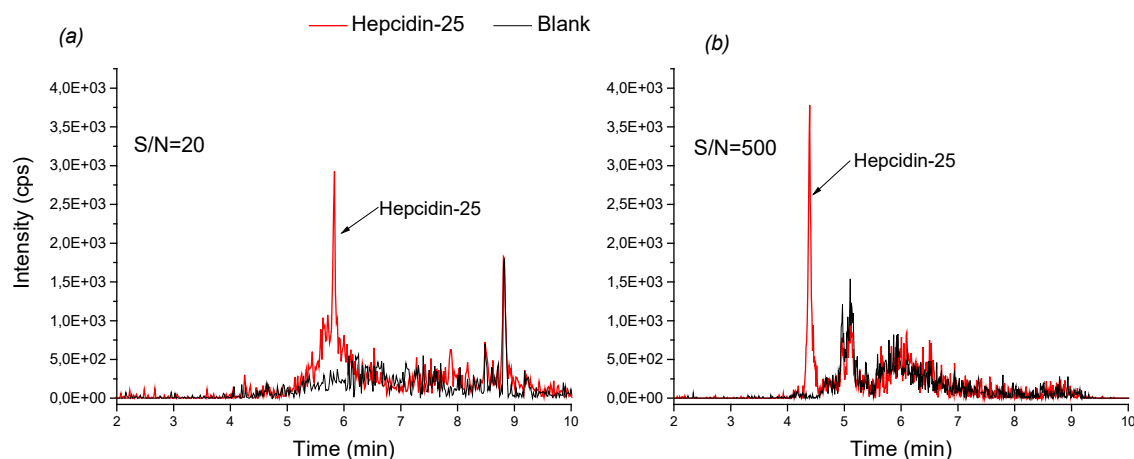 Hepcidin-25 Blank
(a)
(b)
4,0E+03
3,5E+03
3,0E+03
2,5E+03
2,0E+03
1,5E+03
1,0E+03
5,0E+02
0,0E+00
Intensity (cps)
S/N=20
Hepcidin-25
2 3 4 5 6 7 8 9 10
Time (min)
4,0E+03
3,5E+03
3,0E+03
2,5E+03
2,0E+03
1,5E+03
1,0E+03
5,0E+02
0,0E+00
S/N=500
Hepcidin-25
2 3 4 5 6 7 8 9 10
Time (min)